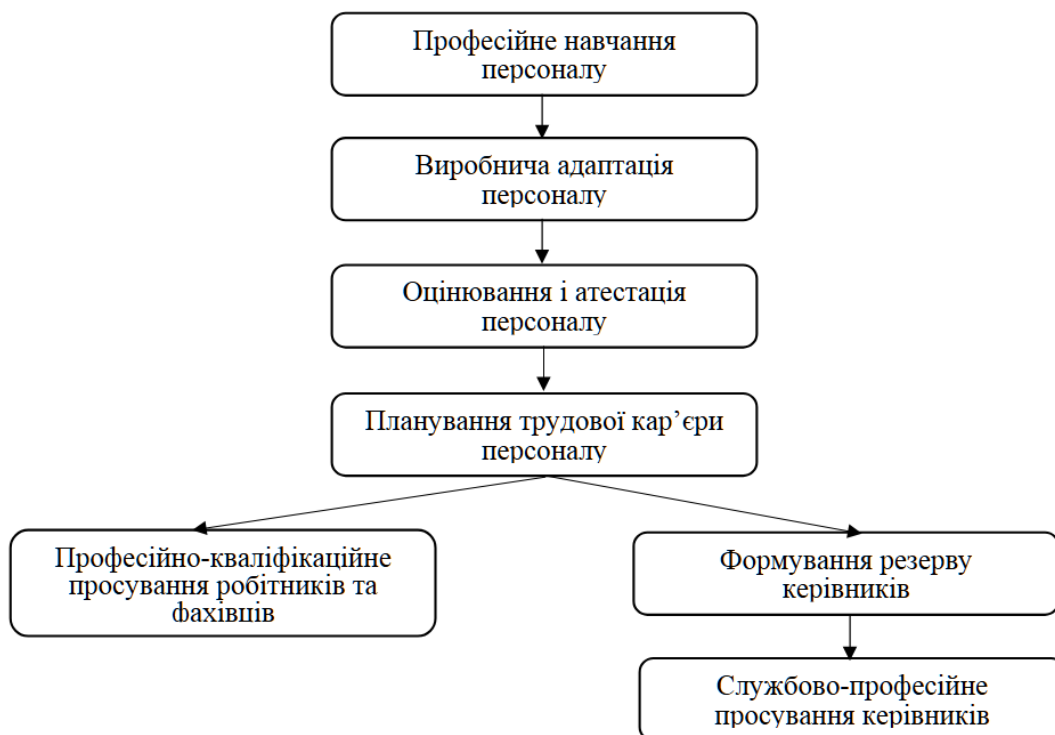 Професійне навчання
персоналу
Виробнича адаптація
персоналу
Оцінювання і атестація
персоналу
Планування трудової кар’єри
персоналу
Професійно-кваліфікаційне
просування робітників та
фахівців
Формування резерву
керівників
Службово-професійне
просування керівників